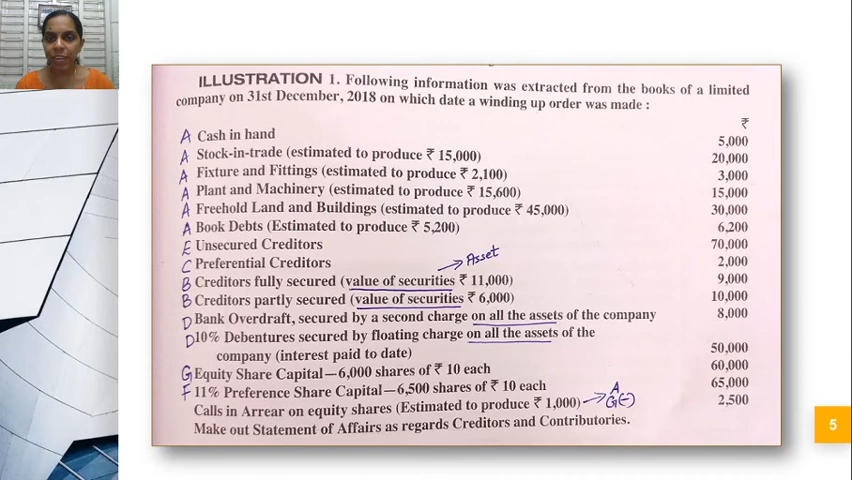 ILLUSTRATION 1. Following information was extracted from the books of a limited
company on 31st December, 2018 on which date a winding up order was made :
₹
A Cash in hand 5,000
A Stock-in-trade (estimated to produce ₹ 15,000) 20,000
A Fixture and Fittings (estimated to produce ₹ 2,100) 3,000
A Plant and Machinery (estimated to produce ₹ 15,600) 15,000
A Freehold Land and Buildings (estimated to produce ₹ 45,000) 30,000
A Book Debts (Estimated to produce ₹ 5,200) 6,200
E Unsecured Creditors 70,000
→ Asset
C Preferential Creditors 2,000
B Creditors fully secured (value of securities ₹ 11,000) 9,000
B Creditors partly secured (value of securities ₹ 6,000) 10,000
D Bank Overdraft, secured by a second charge on all the assets of the company 8,000
D 10% Debentures secured by floating charge on all the assets of the
company (interest paid to date) 50,000
G Equity Share Capital—6,000 shares of ₹ 10 each 60,000
F 11% Preference Share Capital—6,500 shares of ₹ 10 each 65,000
Calls in Arrear on equity shares (Estimated to produce ₹ 1,000) → A G(-) 2,500
Make out Statement of Affairs as regards Creditors and Contributories.
5